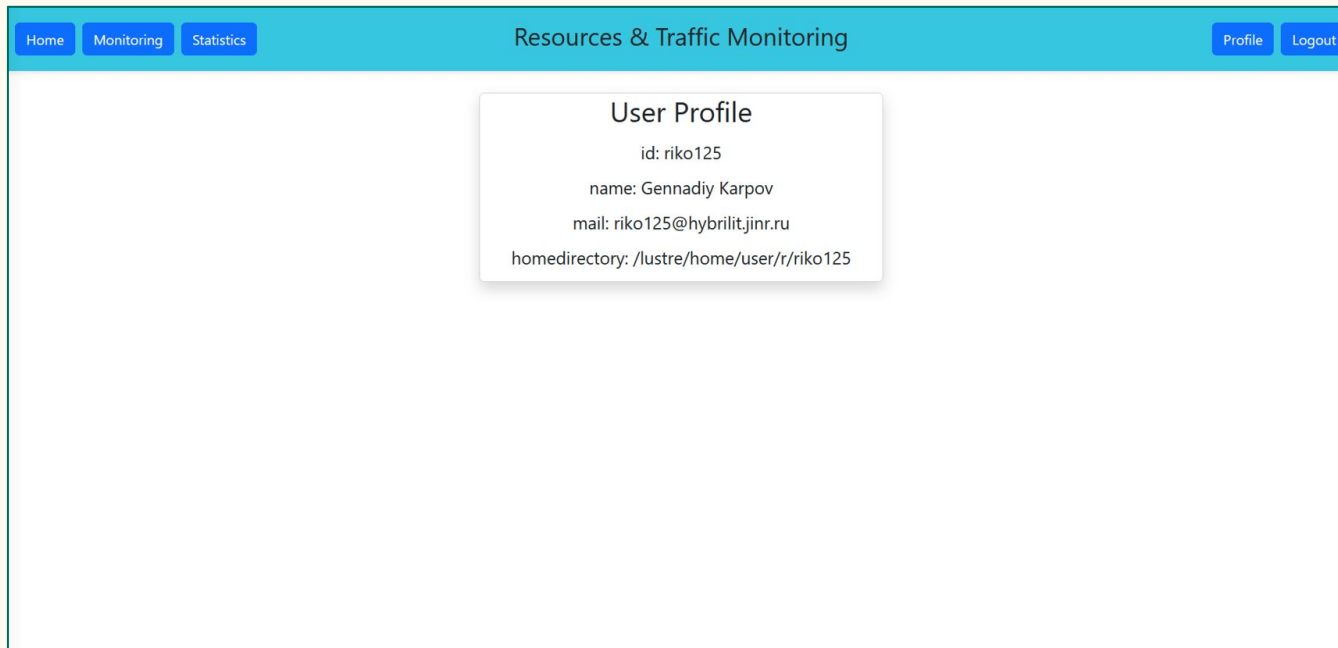 Home Monitoring Statistics Resources & Traffic Monitoring Profile Logout
User Profile
id: riko125
name: Gennadiy Karpov
mail: riko125@hybrilit.jinr.ru
homedirectory: /lustre/home/user/r/riko125